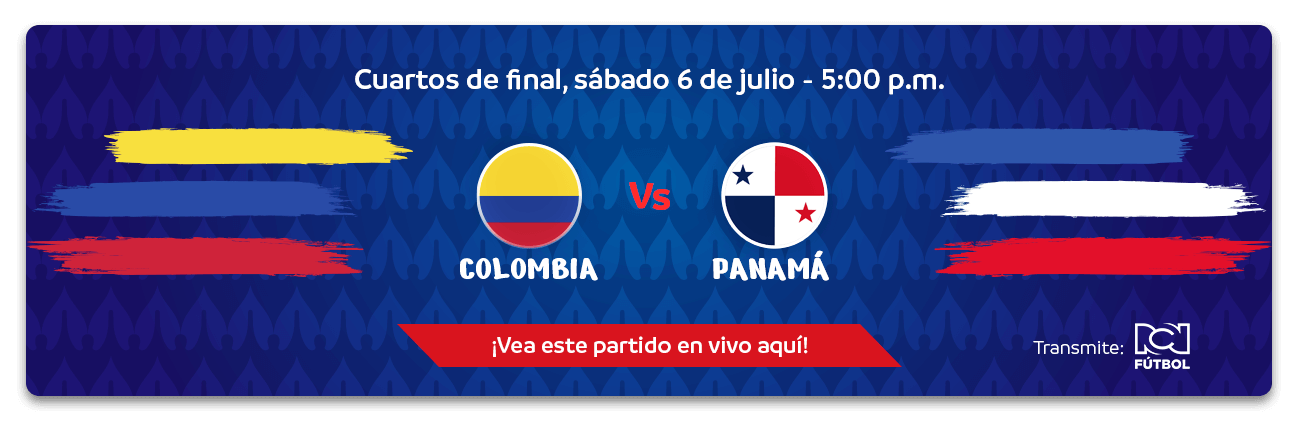 Cuartos de final, sábado 6 de julio - 5:00 p.m.
Vs
COLOMBIA
PANAMÁ
¡Vea este partido en vivo aquí!
Transmite: RCN
FÚTBOL